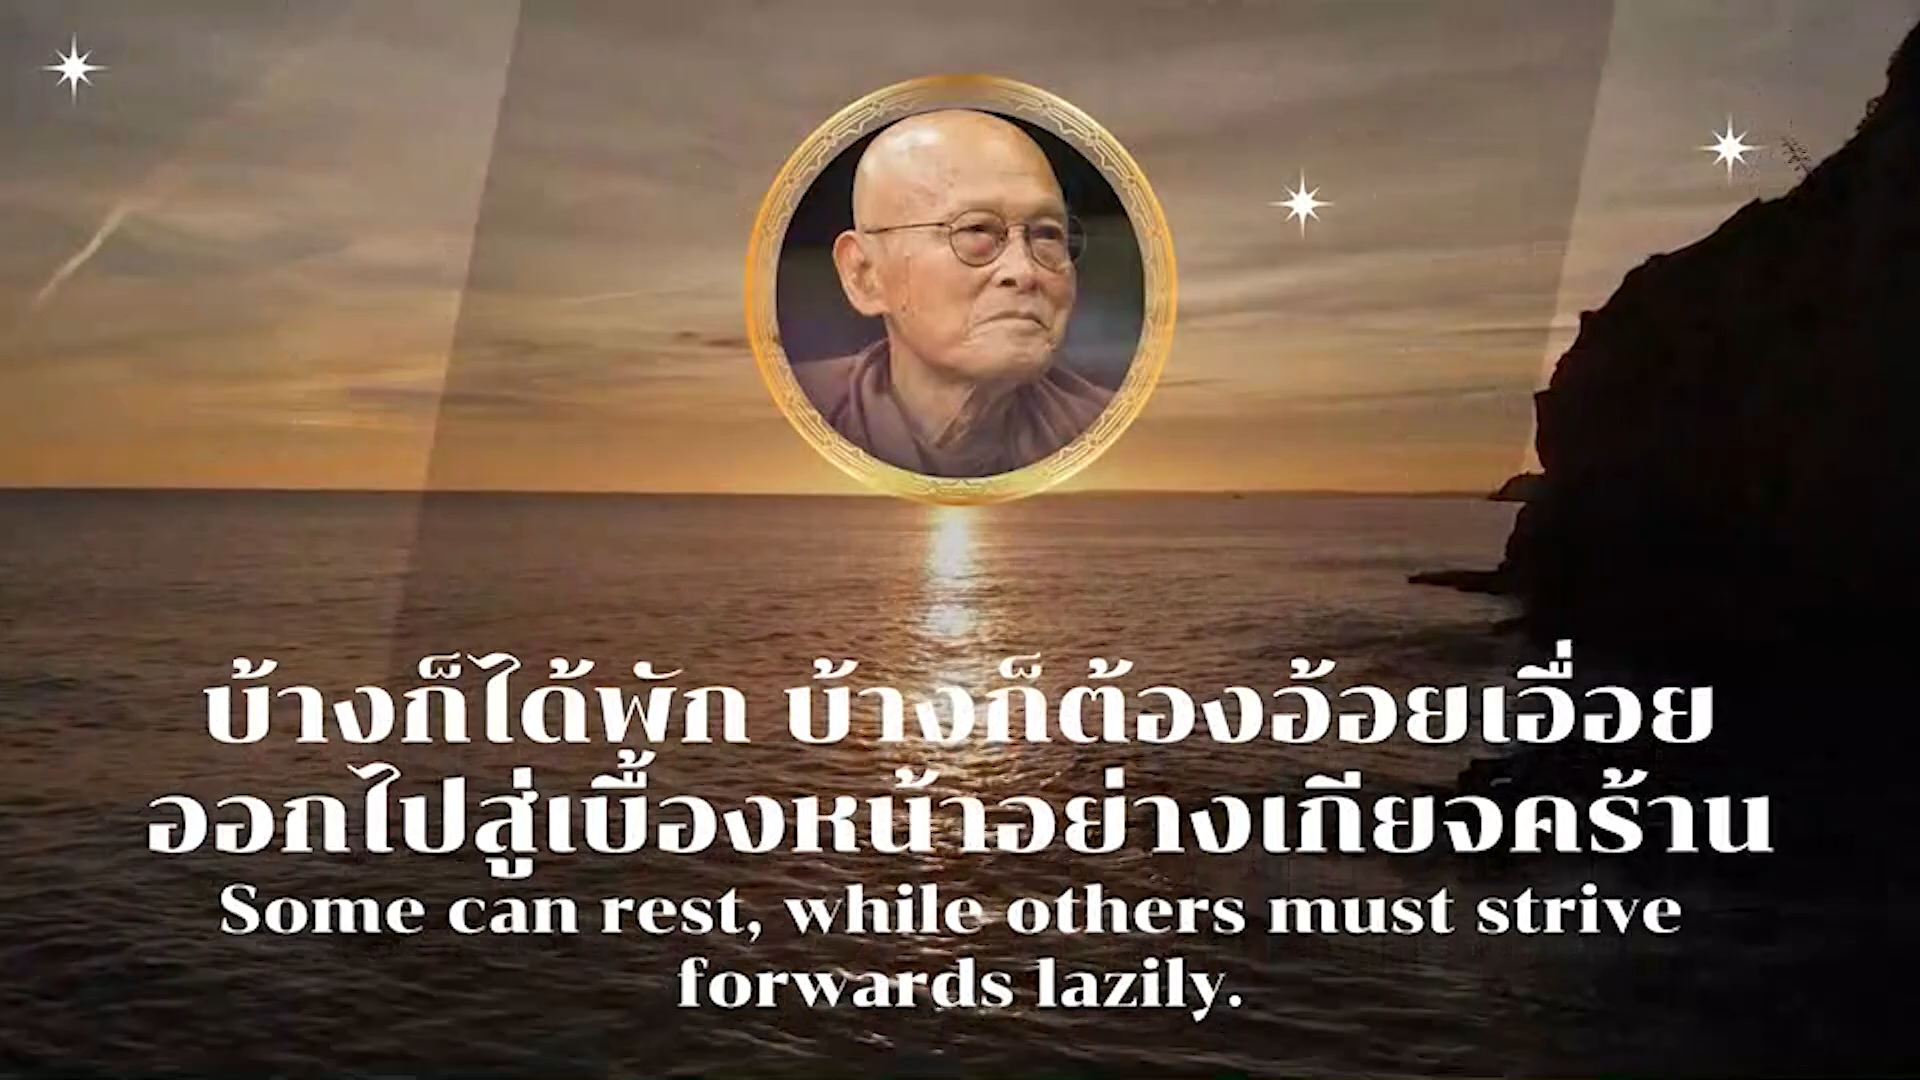 บ้างก็ได้พัก บ้างก็ต้องอ้อยเอื่อย
ออกไปสู่เบื้องหน้าอย่างเกียจคร้าน
Some can rest, while others must strive
forwards lazily.